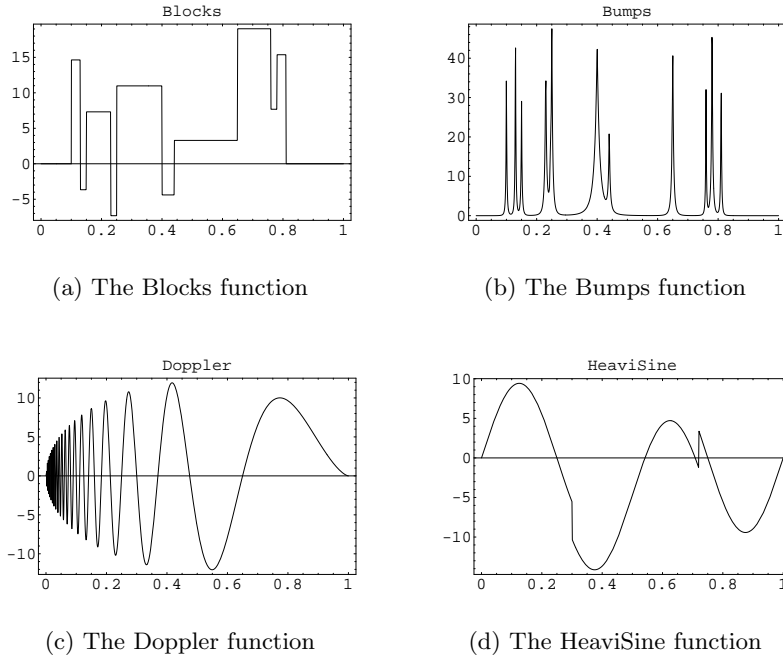 Blocks
15
10
5
0
-5
0 0.2 0.4 0.6 0.8 1
(a) The Blocks function
Bumps
40
30
20
10
0
0 0.2 0.4 0.6 0.8 1
(b) The Bumps function
Doppler
10
5
0
-5
-10
0 0.2 0.4 0.6 0.8 1
(c) The Doppler function
HeaviSine
10
5
0
-5
-10
0 0.2 0.4 0.6 0.8 1
(d) The HeaviSine function